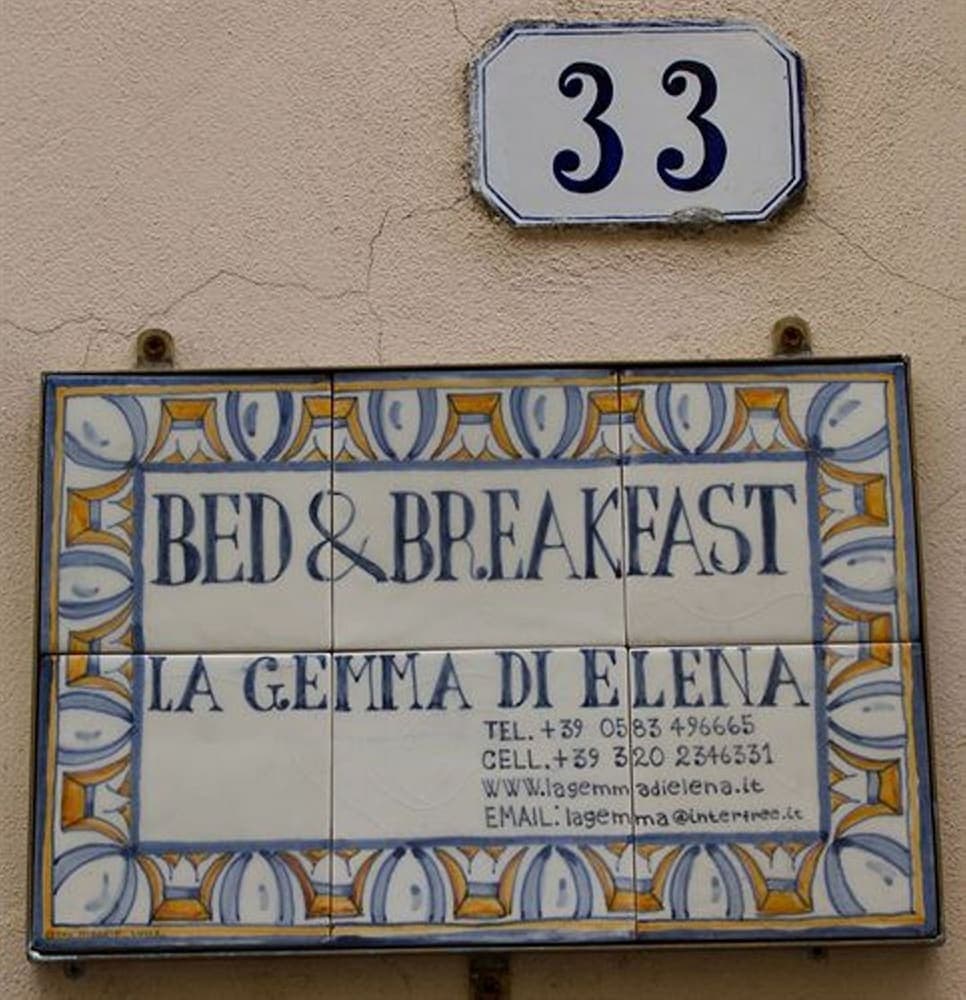 33
BED & BREAKFAST
LA GEMMA DI ELENA
TEL. +39 0583 496665
CELL. +39 320 2346331
WWW.lagemmadielena.it
EMAIL: lagemma@interfree.it